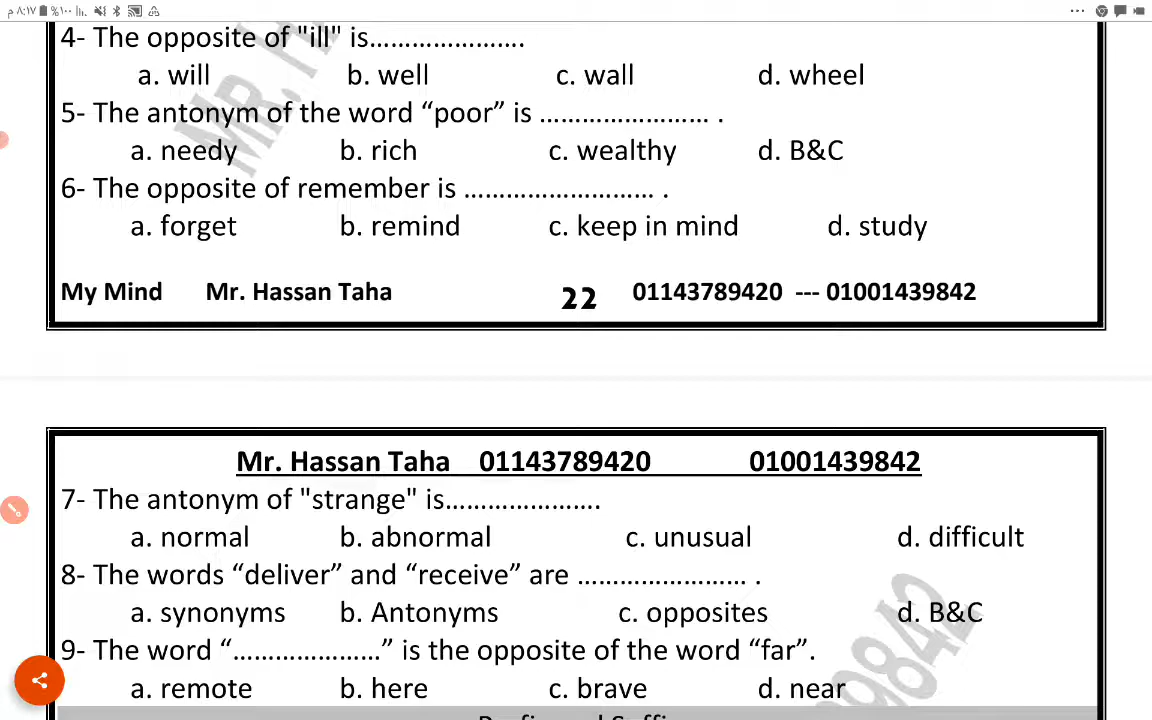 م ٨:١٧ %١٠٠
4- The opposite of "ill" is.....................
a. will b. well c. wall d. wheel
5- The antonym of the word “poor” is ....................... .
a. needy b. rich c. wealthy d. B&C
6- The opposite of remember is .......................... .
a. forget b. remind c. keep in mind d. study
My Mind Mr. Hassan Taha 22 01143789420 --- 01001439842
Mr. Hassan Taha 01143789420 01001439842
7- The antonym of "strange" is.....................
a. normal b. abnormal c. unusual d. difficult
8- The words “deliver” and “receive” are ....................... .
a. synonyms b. Antonyms c. opposites d. B&C
9- The word “.....................” is the opposite of the word “far”.
a. remote b. here c. brave d. near